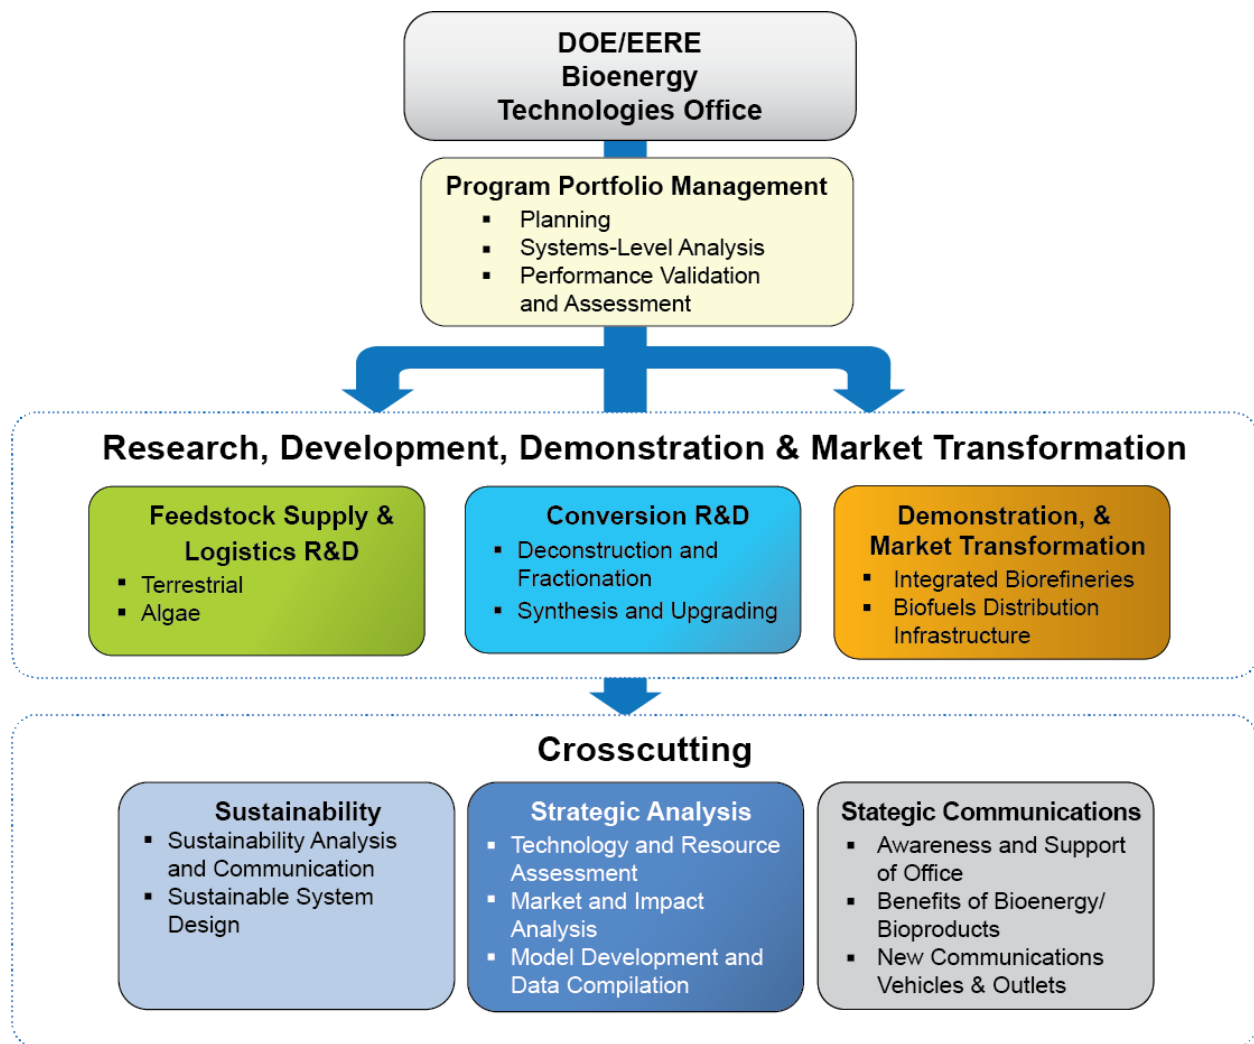 DOE/EERE
Bioenergy
Technologies Office
Program Portfolio Management
▪ Planning
▪ Systems-Level Analysis
▪ Performance Validation
and Assessment
Research, Development, Demonstration & Market Transformation
Feedstock Supply &
Logistics R&D
▪ Terrestrial
▪ Algae
Conversion R&D
▪ Deconstruction and
Fractionation
▪ Synthesis and Upgrading
Demonstration, &
Market Transformation
▪ Integrated Biorefineries
▪ Biofuels Distribution
Infrastructure
Crosscutting
Sustainability
▪ Sustainability Analysis
and Communication
▪ Sustainable System
Design
Strategic Analysis
▪ Technology and Resource
Assessment
▪ Market and Impact
Analysis
▪ Model Development and
Data Compilation
Stategic Communications
▪ Awareness and Support
of Office
▪ Benefits of Bioenergy/
Bioproducts
▪ New Communications
Vehicles & Outlets